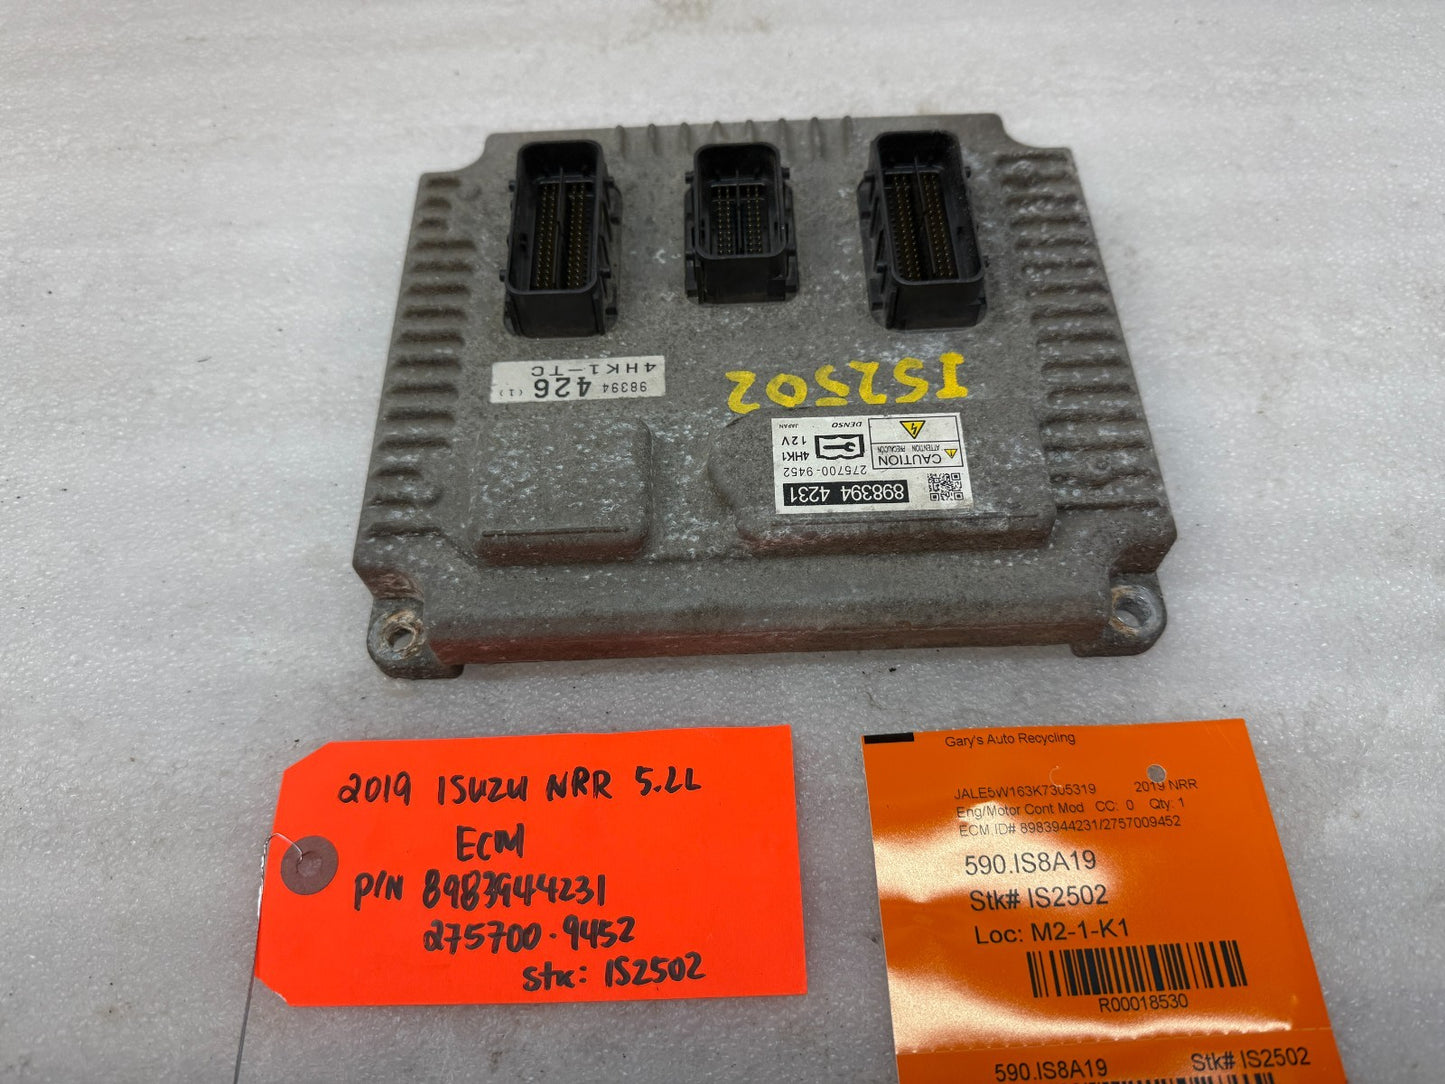 IS2502
98394 426 (1)
4HK1-TC
898394 4231
275700-9452
4HK1
12V
DENSO
JAPAN
CAUTION
ATTENTION PRECAUCIÓN
2019 ISUZU NRR 5.2L
ECM
P/N 8983944231
275700-9452
stk: IS2502
Gary's Auto Recycling
JALE5W163K7305319 2019 NRR
Eng/Motor Cont Mod CC: 0 Qty: 1
ECM ID# 8983944231/2757009452
590.IS8A19
Stk# IS2502
Loc: M2-1-K1
R00018530
590.IS8A19 Stk# IS2502